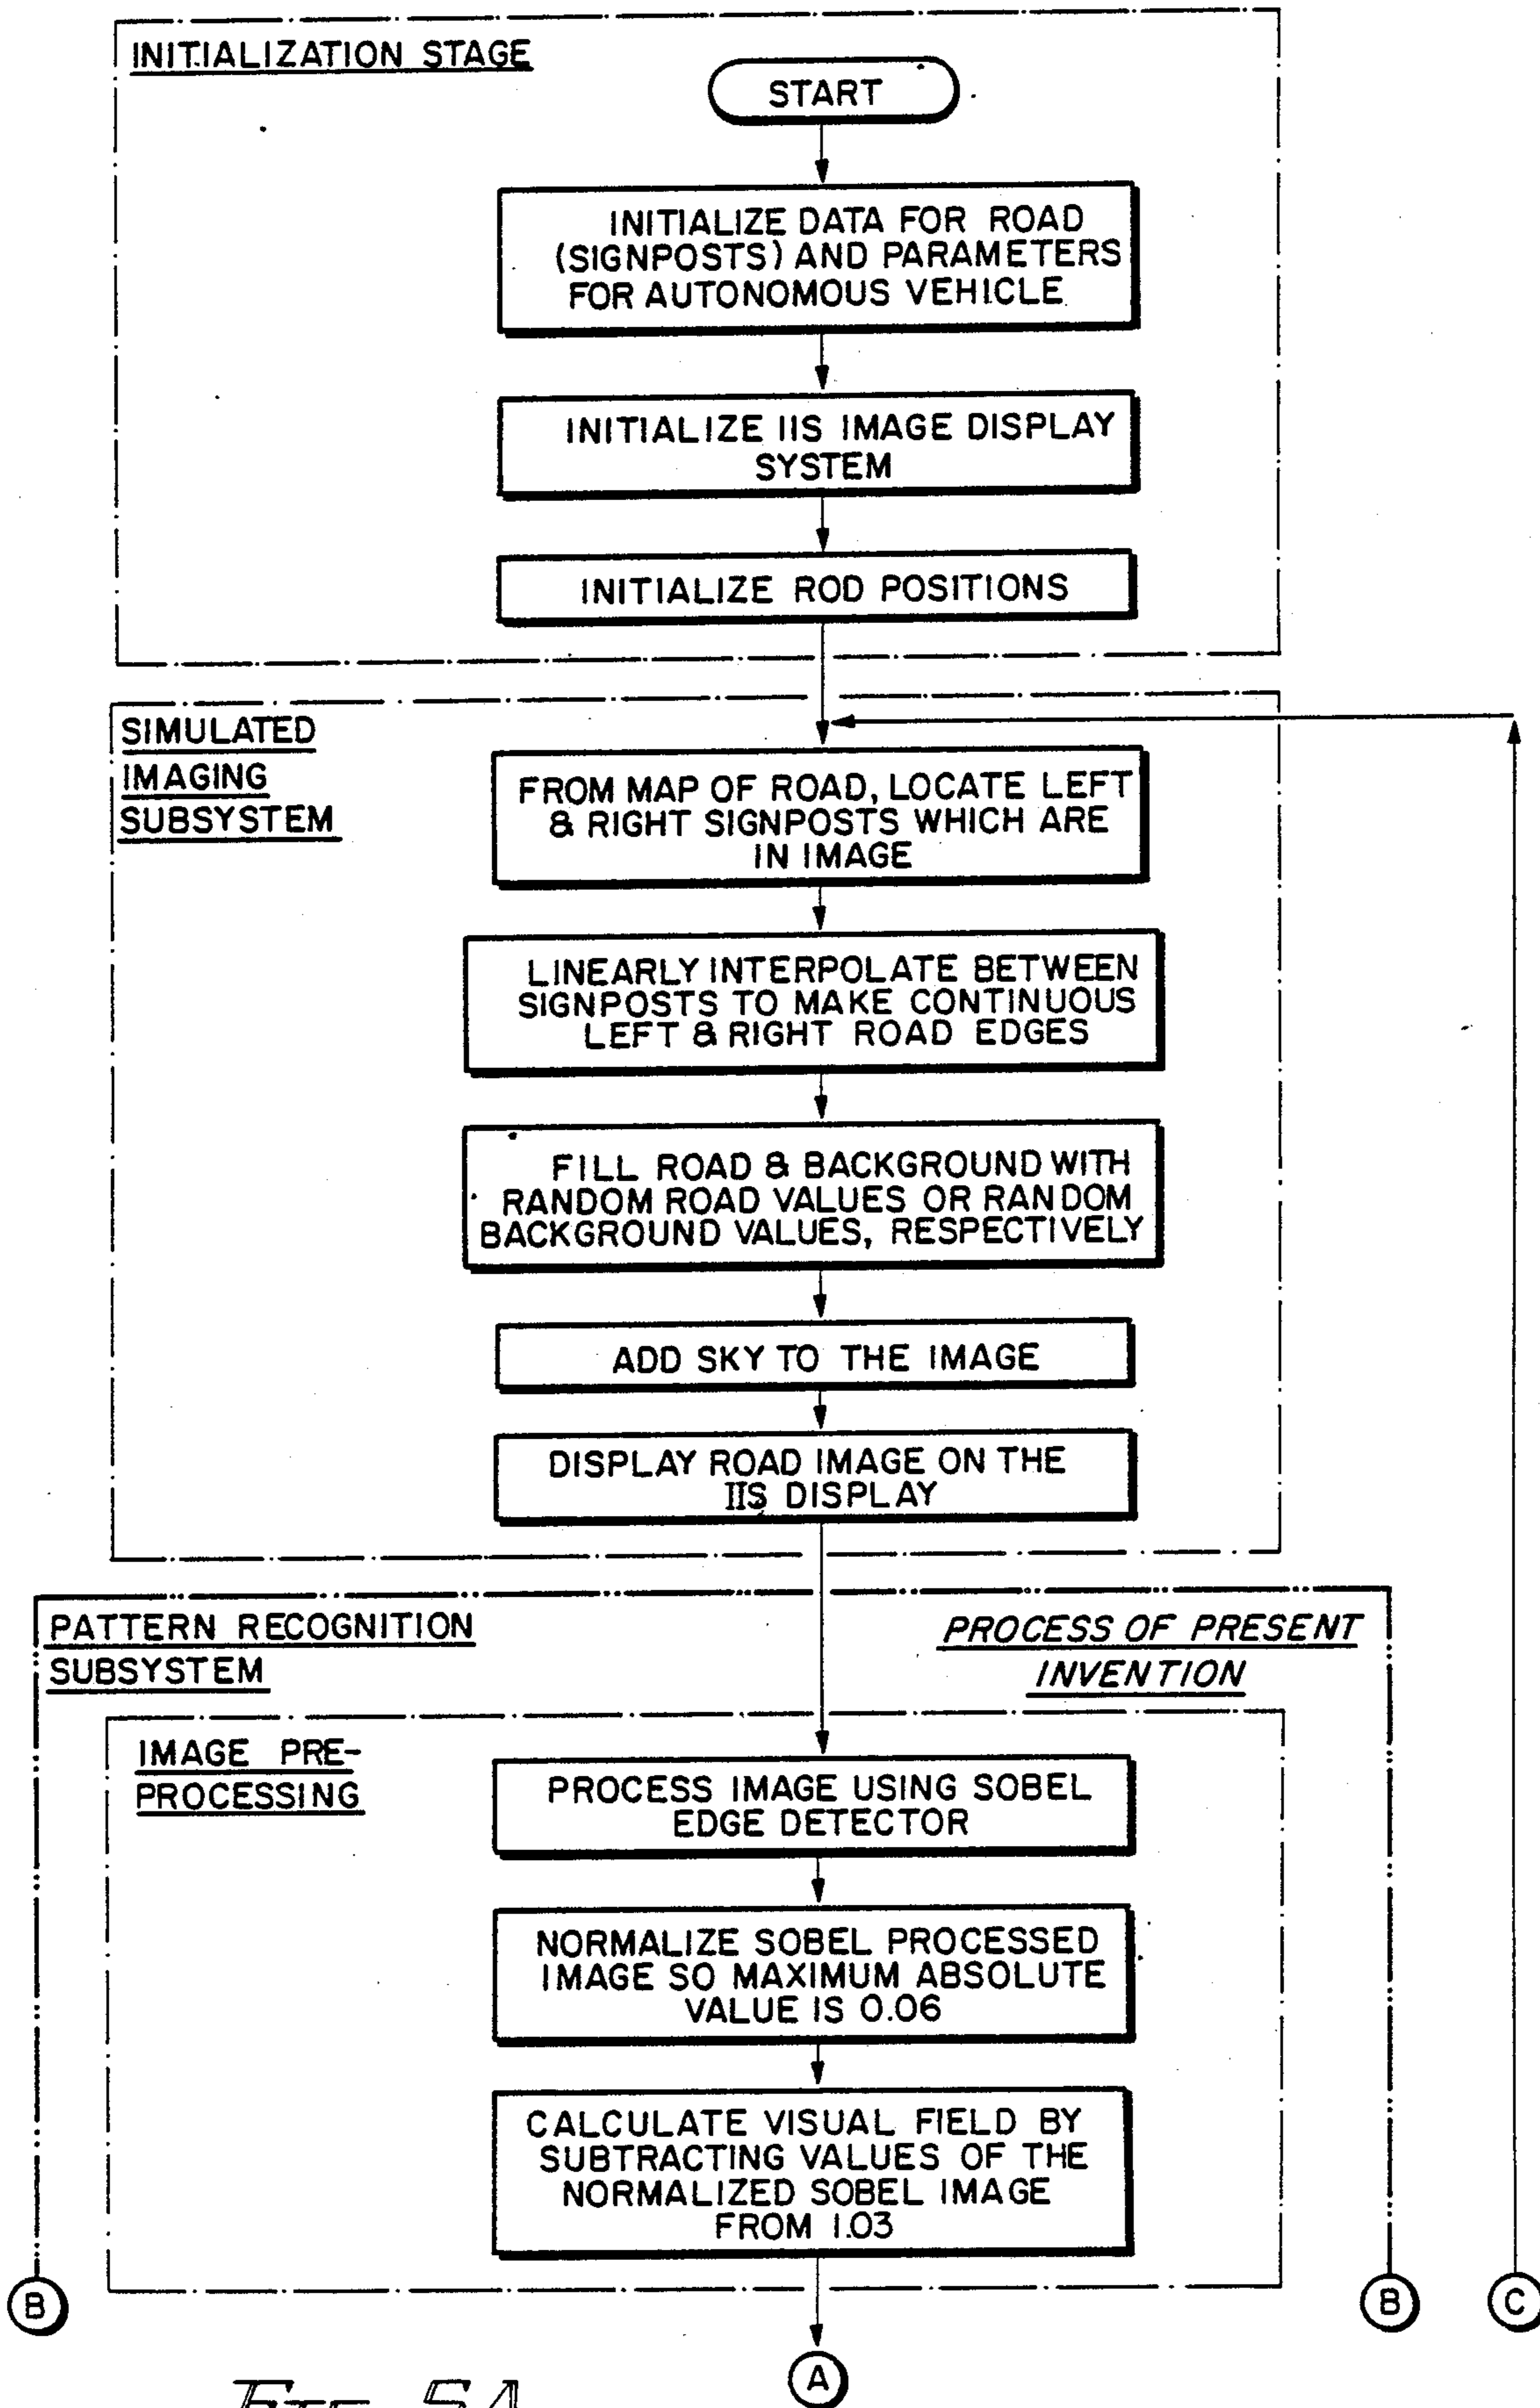 INITIALIZATION STAGE
START
INITIALIZE DATA FOR ROAD
(SIGNPOSTS) AND PARAMETERS
FOR AUTONOMOUS VEHICLE
INITIALIZE IIS IMAGE DISPLAY
SYSTEM
INITIALIZE ROD POSITIONS
SIMULATED
IMAGING
SUBSYSTEM
FROM MAP OF ROAD, LOCATE LEFT
& RIGHT SIGNPOSTS WHICH ARE
IN IMAGE
LINEARLY INTERPOLATE BETWEEN
SIGNPOSTS TO MAKE CONTINUOUS
LEFT & RIGHT ROAD EDGES
FILL ROAD & BACKGROUND WITH
RANDOM ROAD VALUES OR RANDOM
BACKGROUND VALUES, RESPECTIVELY
ADD SKY TO THE IMAGE
DISPLAY ROAD IMAGE ON THE
IIS DISPLAY
PATTERN RECOGNITION
SUBSYSTEM
PROCESS OF PRESENT
INVENTION
IMAGE PRE-
PROCESSING
PROCESS IMAGE USING SOBEL
EDGE DETECTOR
NORMALIZE SOBEL PROCESSED
IMAGE SO MAXIMUM ABSOLUTE
VALUE IS 0.06
CALCULATE VISUAL FIELD BY
SUBTRACTING VALUES OF THE
NORMALIZED SOBEL IMAGE
FROM 1.03
B
B
C
A
FIG. 5A